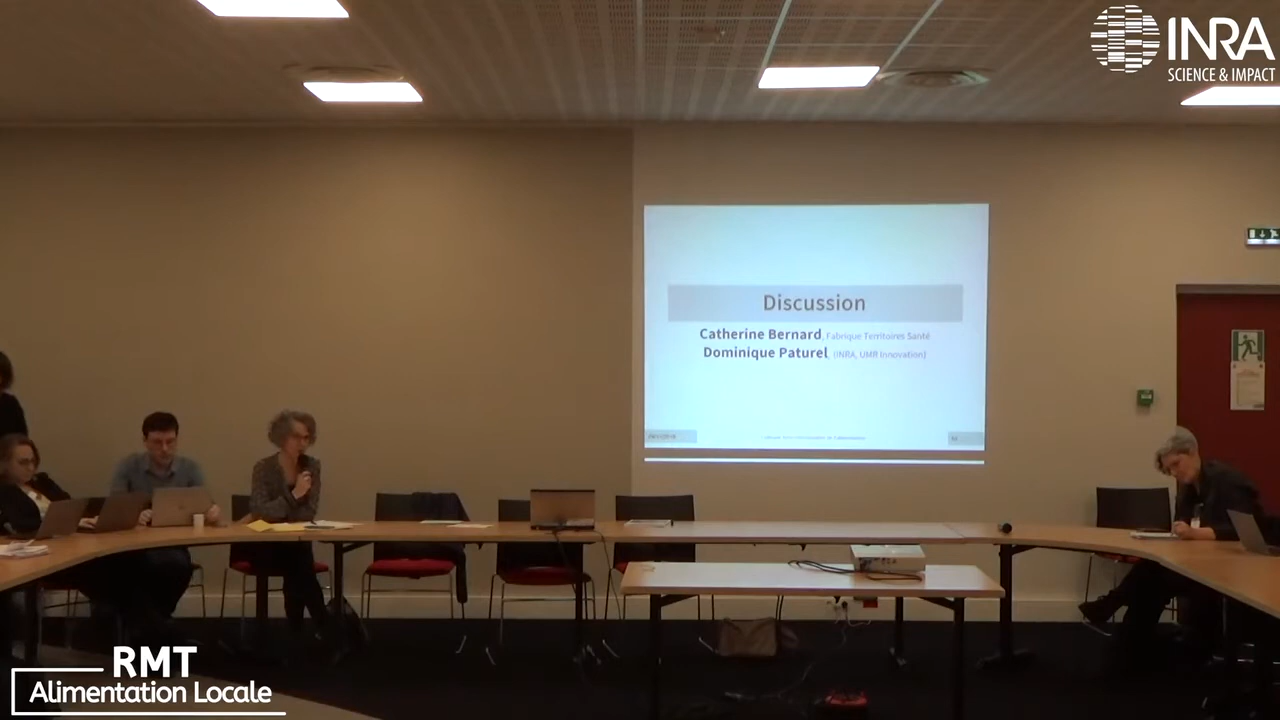 INRA
SCIENCE & IMPACT
Discussion
Catherine Bernard, Fabrique Territoires Santé
Dominique Paturel, (INRA, UMR Innovation)
RMT
Alimentation Locale